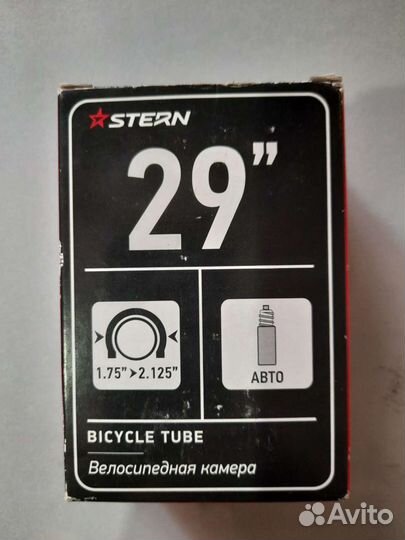 STERN
29”
1.75” > 2.125”
АВТО
BICYCLE TUBE
Велосипедная камера
Avito